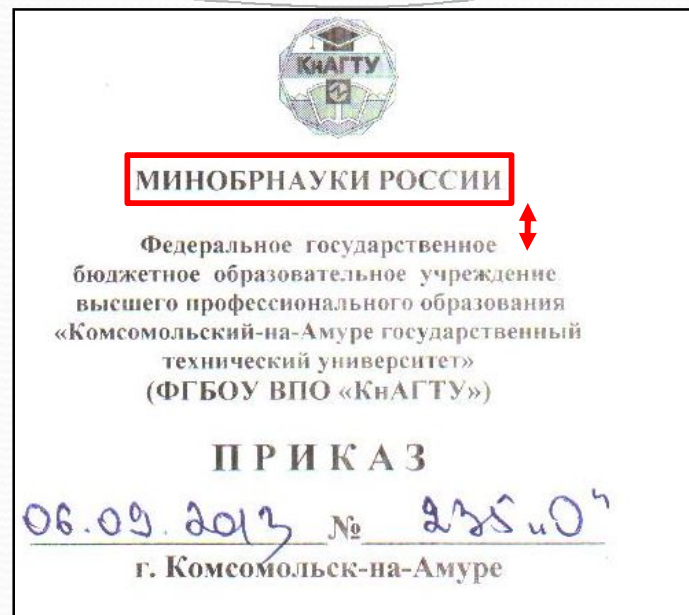 КнАГТУ
МИНОБРНАУКИ РОССИИ
Федеральное государственное
бюджетное образовательное учреждение
высшего профессионального образования
«Комсомольский-на-Амуре государственный
технический университет»
(ФГБОУ ВПО «КнАГТУ»)
ПРИКАЗ
06.09.2013 № 235 „О"
г. Комсомольск-на-Амуре